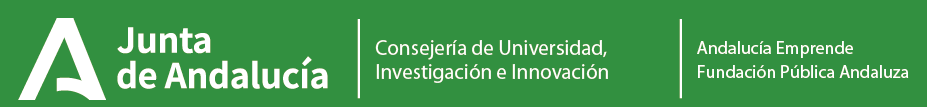 Junta
de Andalucía
Consejería de Universidad,
Investigación e Innovación
Andalucía Emprende
Fundación Pública Andaluza